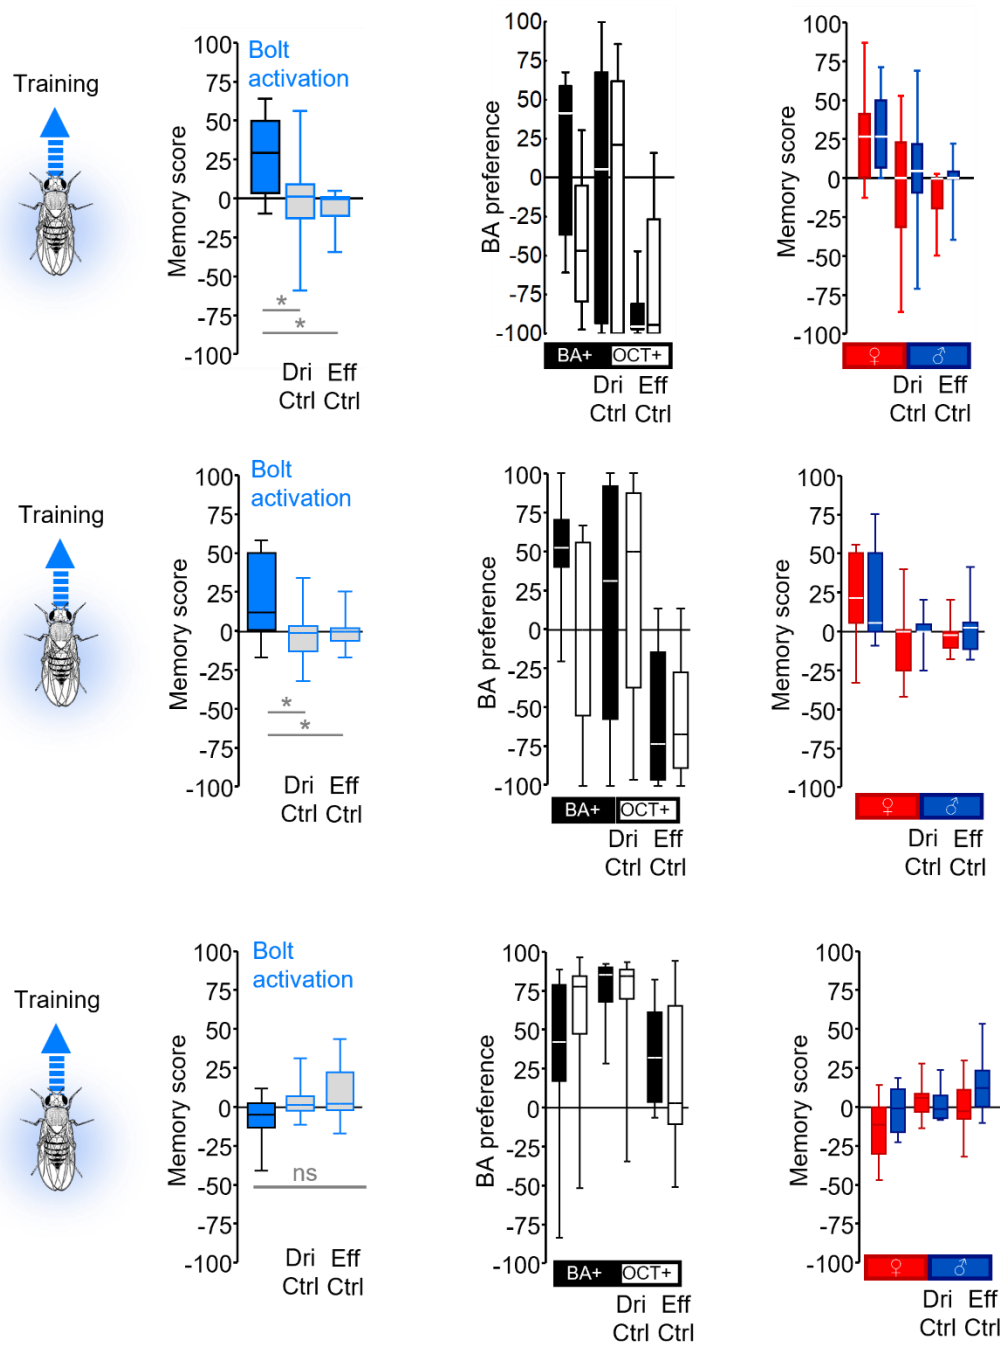 Training
Memory score
100
75
50
25
0
-25
-50
-75
-100
Bolt
activation
*
*
Dri Eff
Ctrl Ctrl
BA preference
100
75
50
25
0
-25
-50
-75
-100
BA+ OCT+
Dri Eff
Ctrl Ctrl
Memory score
100
75
50
25
0
-25
-50
-75
-100
♀ ♂
Dri Eff
Ctrl Ctrl
Training
Memory score
100
75
50
25
0
-25
-50
-75
-100
Bolt
activation
*
*
Dri Eff
Ctrl Ctrl
BA preference
100
75
50
25
0
-25
-50
-75
-100
BA+ OCT+
Dri Eff
Ctrl Ctrl
Memory score
100
75
50
25
0
-25
-50
-75
-100
♀ ♂
Dri Eff
Ctrl Ctrl
Training
Memory score
100
75
50
25
0
-25
-50
-75
-100
Bolt
activation
ns
Dri Eff
Ctrl Ctrl
BA preference
100
75
50
25
0
-25
-50
-75
-100
BA+ OCT+
Dri Eff
Ctrl Ctrl
Memory score
100
75
50
25
0
-25
-50
-75
-100
♀ ♂
Dri Eff
Ctrl Ctrl